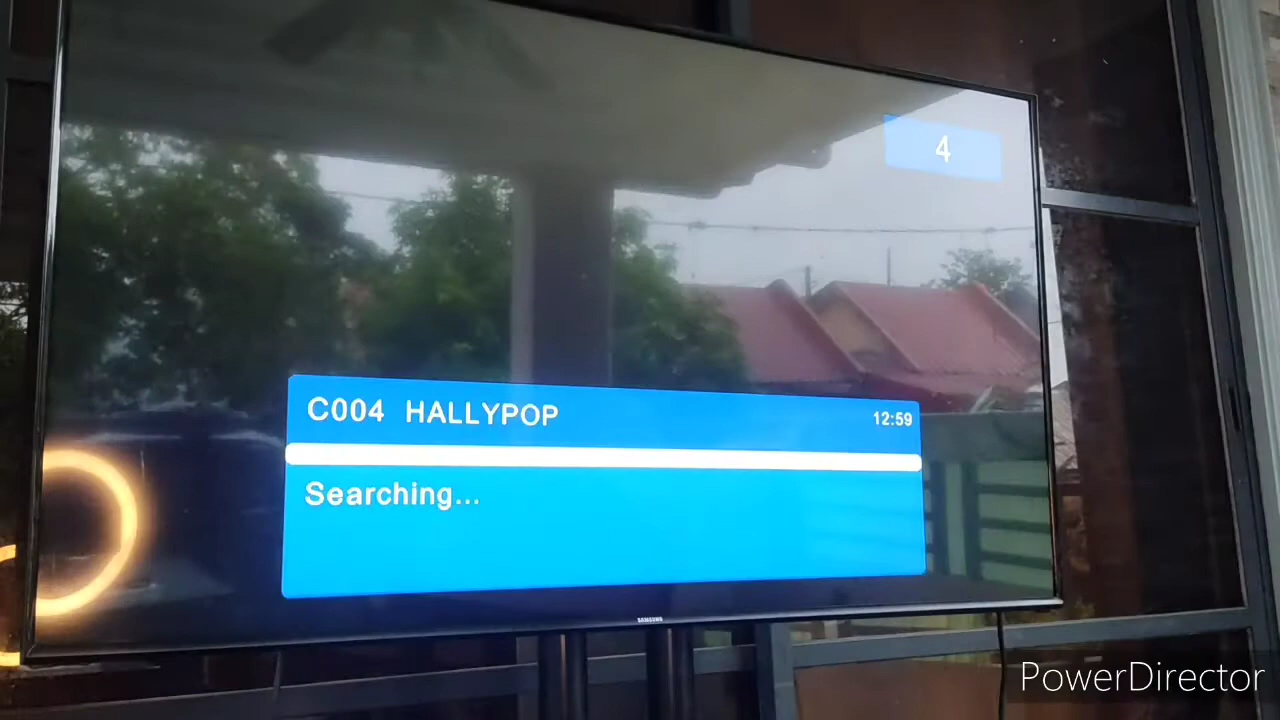 4
C004 HALLYPOP
12:59
Searching...
SAMSUNG
PowerDirector